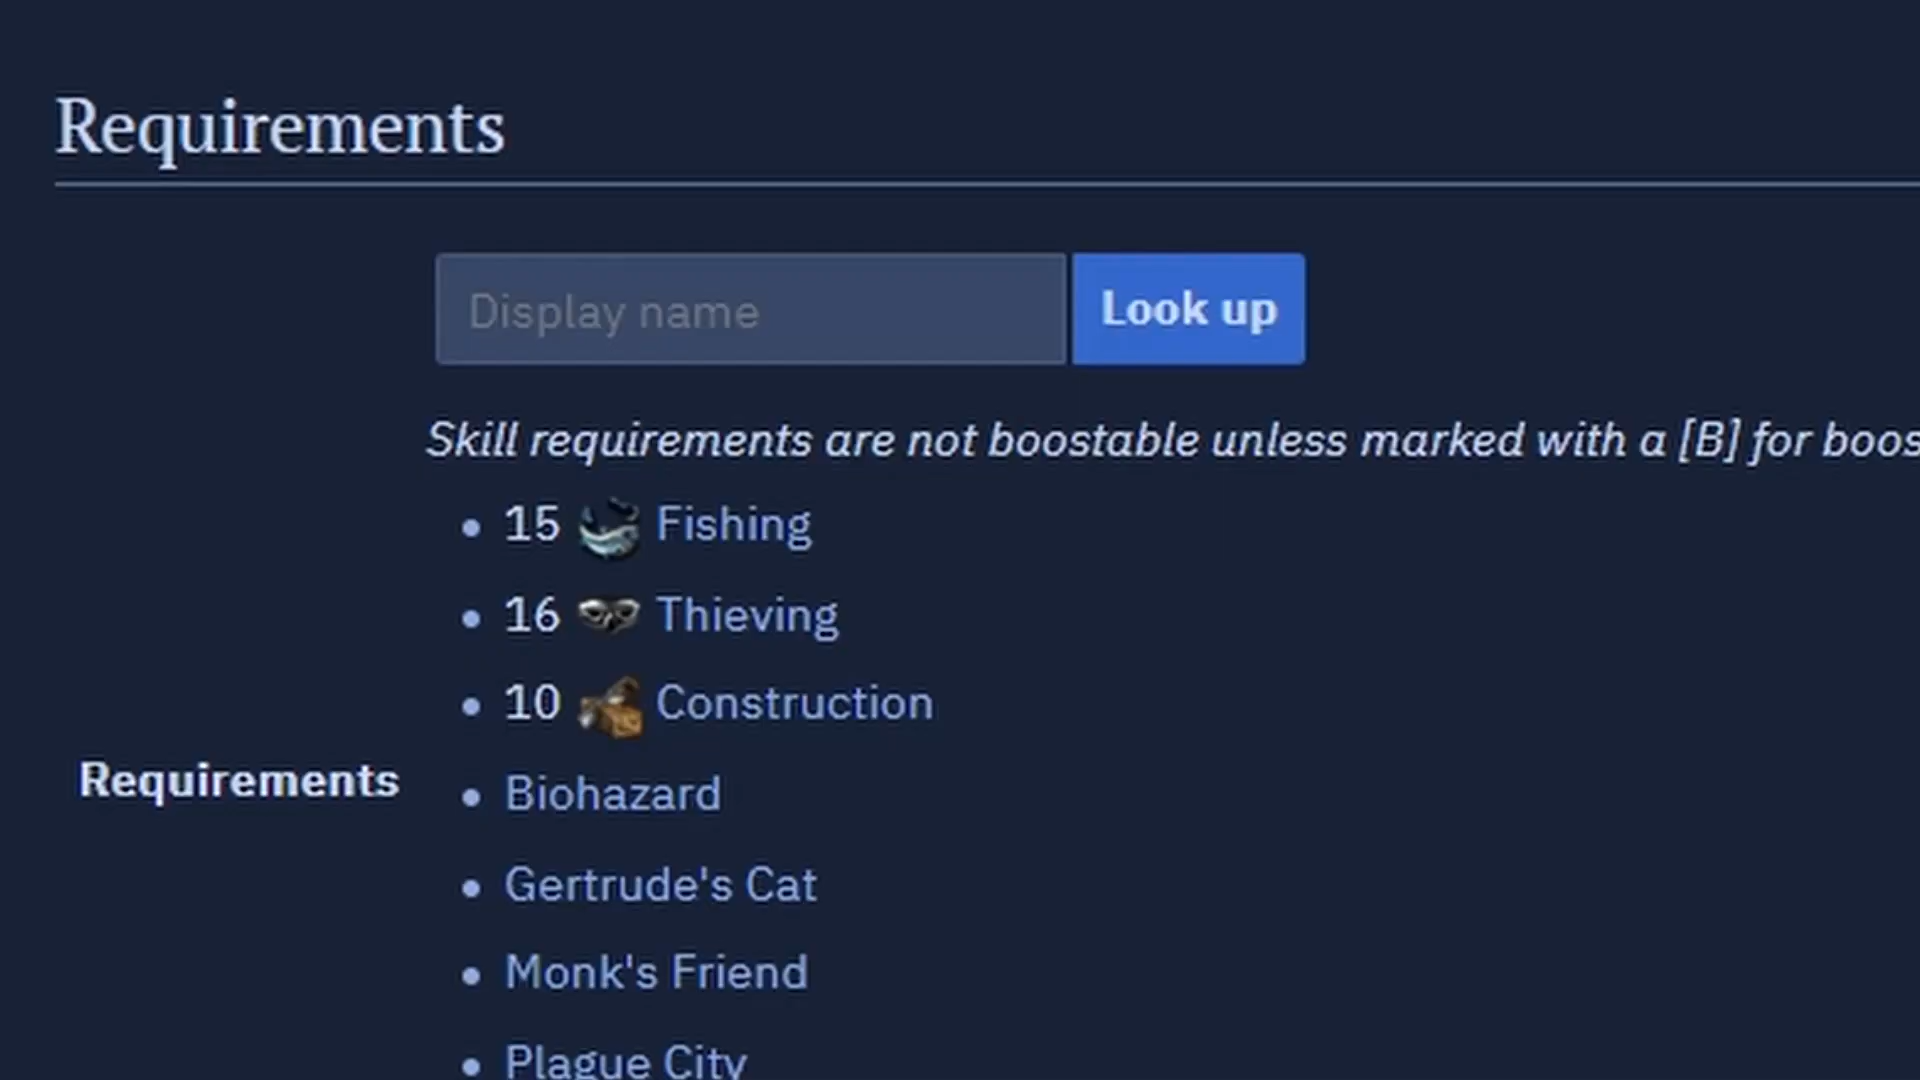 Requirements
Display name
Look up
Skill requirements are not boostable unless marked with a [B] for boos
15 Fishing
16 Thieving
10 Construction
Requirements
Biohazard
Gertrude's Cat
Monk's Friend
Plague City